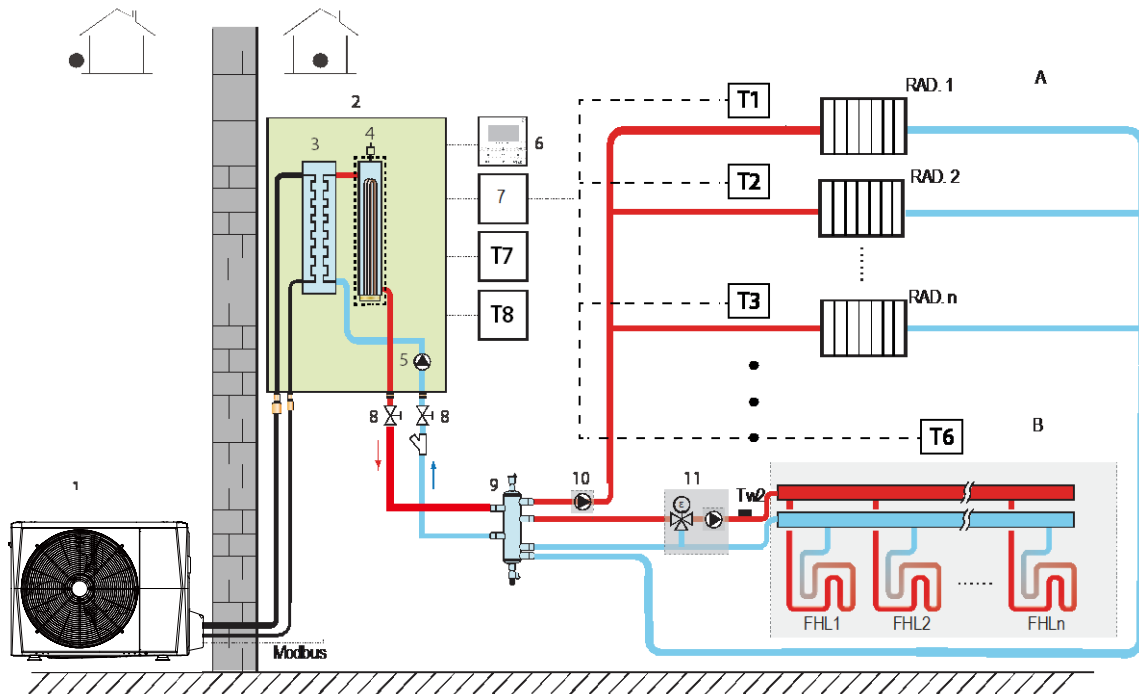 T1
RAD. 1
A
2
3
4
6
T2
RAD. 2
7
T7
T3
RAD. n
T8
5
8
8
T6
B
1
9
10
11
Tw2
E
FHL1
FHL2
FHLn
Modbus